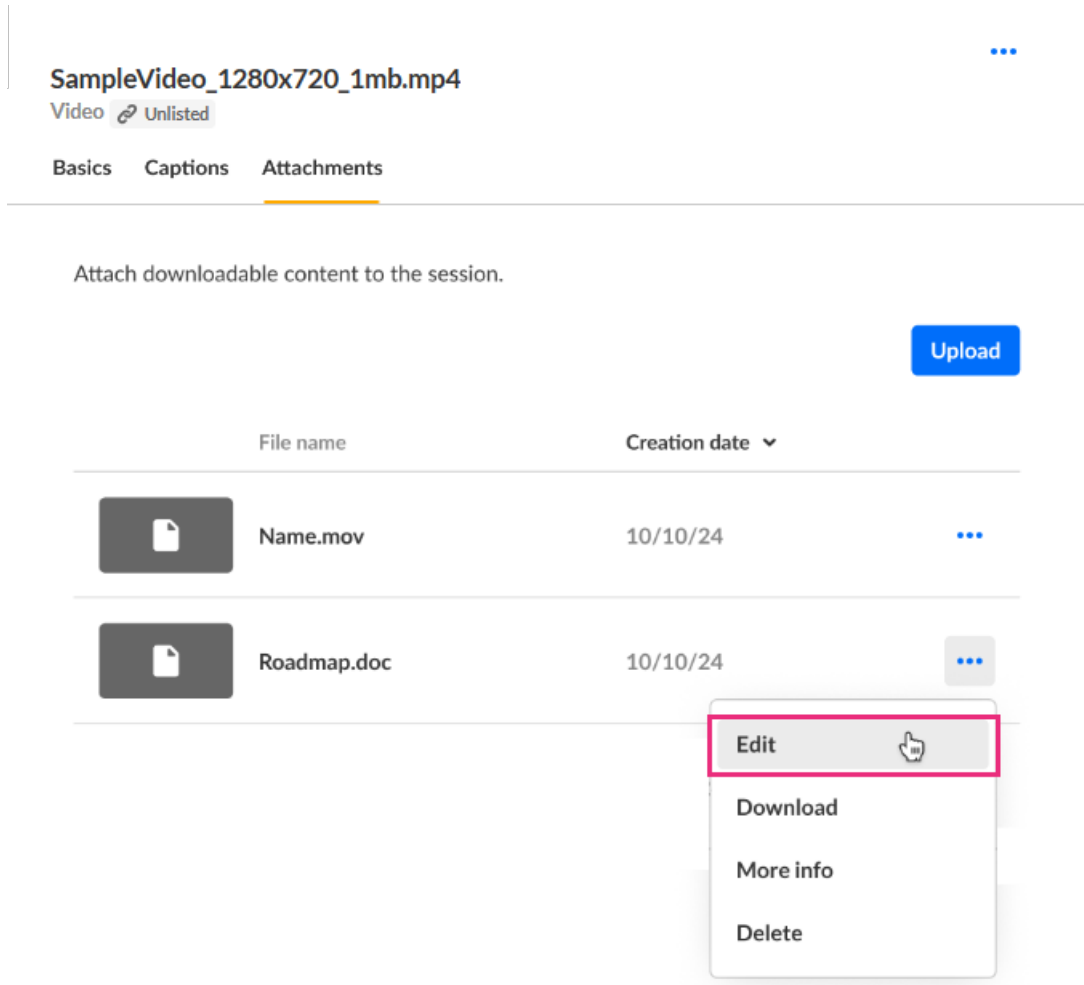 SampleVideo_1280x720_1mb.mp4
Video Unlisted
Basics Captions Attachments
Attach downloadable content to the session.
Upload
File name Creation date
Name.mov 10/10/24
Roadmap.doc 10/10/24
Edit
Download
More info
Delete